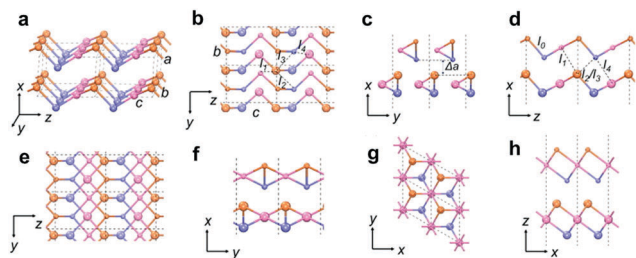 a b c d
a b c x z y
b l₁ l₃ l₄ l₂ c z y
Δa x y
l₀ l₁ l₂/l₃ l₄ x z
e f g h
z y
x y
y x
x z